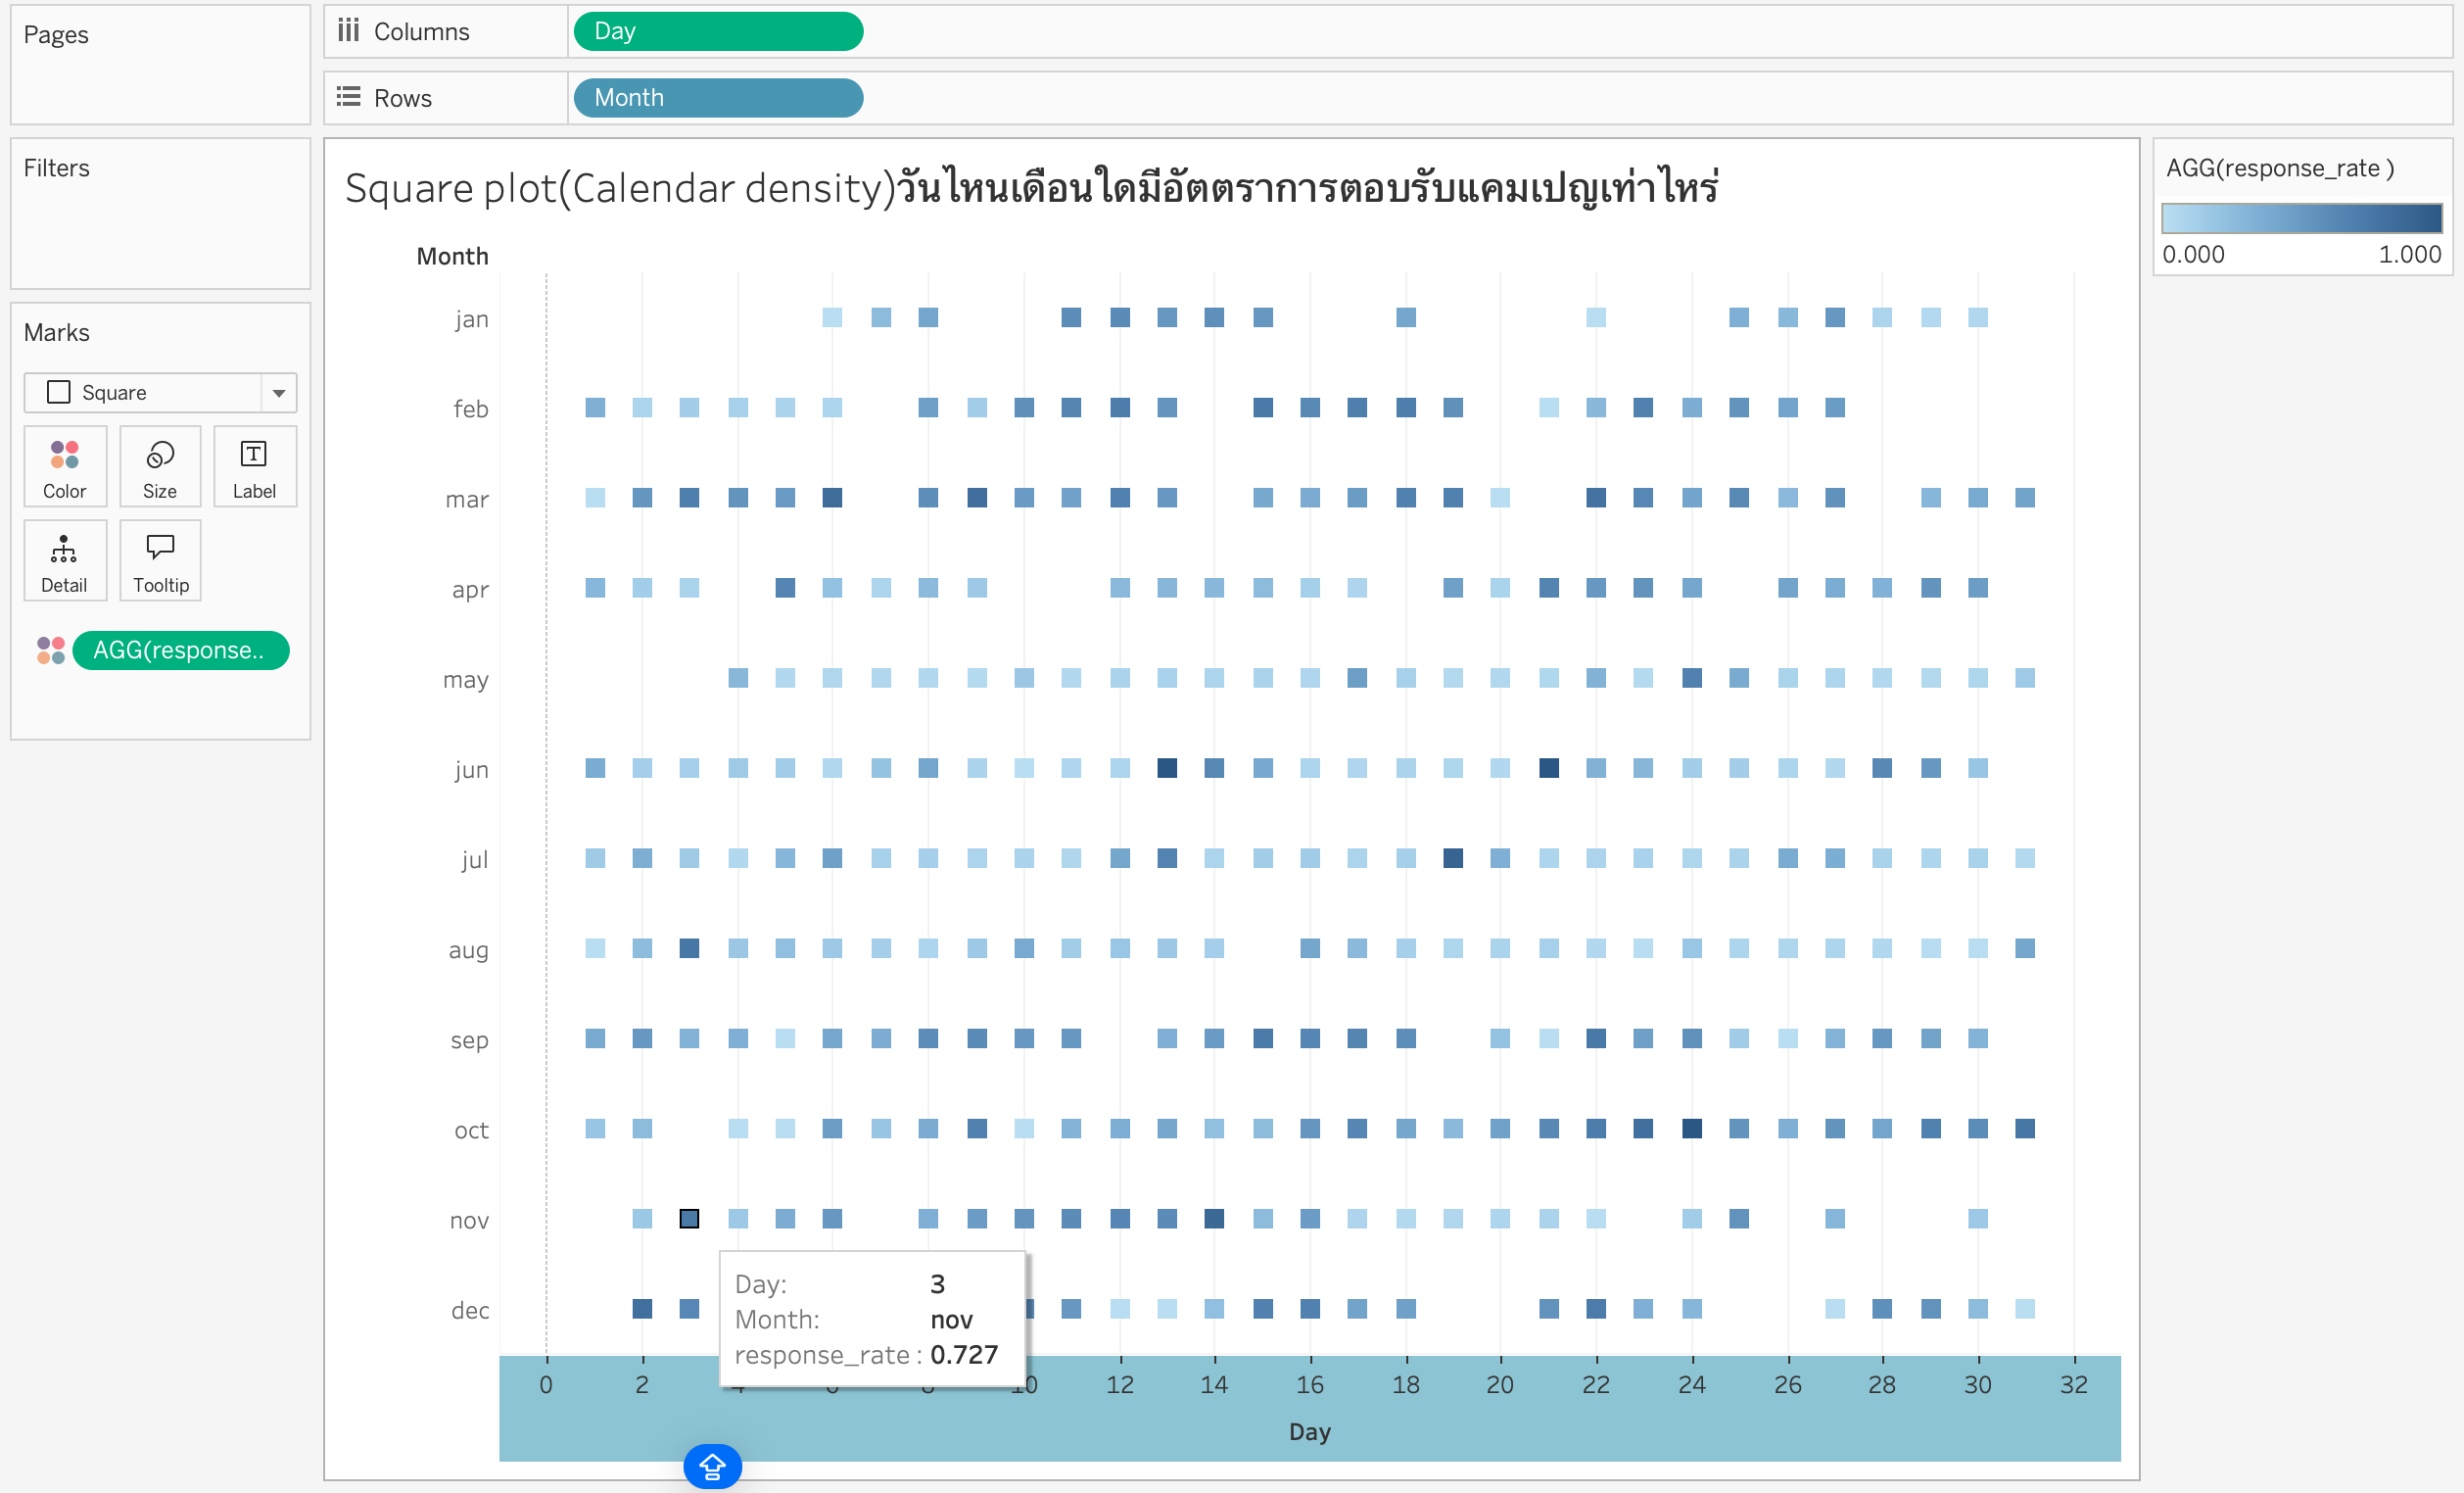 Pages
Columns
Day
Rows
Month
Filters
Marks
Square
Color
Size
Label
Detail
Tooltip
AGG(response..
Square plot(Calendar density)วันไหนเดือนใดมีอัตตราการตอบรับแคมเปญเท่าไหร่
Month
jan
feb
mar
apr
may
jun
jul
aug
sep
oct
nov
dec
Day: 3
Month: nov
response_rate : 0.727
0 2 4 6 8 10 12 14 16 18 20 22 24 26 28 30 32
Day
AGG(response_rate )
0.000 1.000